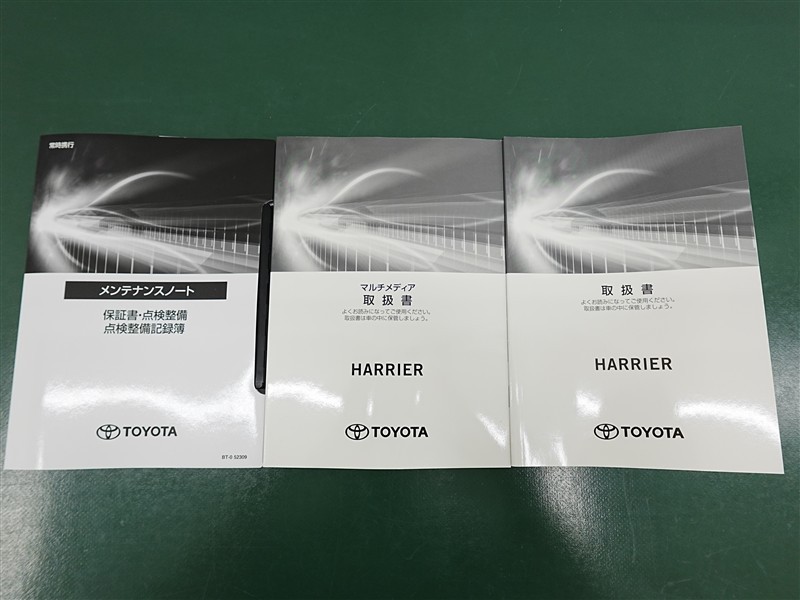 常時携行
メンテナンスノート
保証書・点検整備
点検整備記録簿
TOYOTA
BT-0 52309
マルチメディア
取扱書
よくお読みになってご使用ください。
取扱書は車の中に保管しましょう。
HARRIER
TOYOTA
取扱書
よくお読みになってご使用ください。
取扱書は車の中に保管しましょう。
HARRIER
TOYOTA